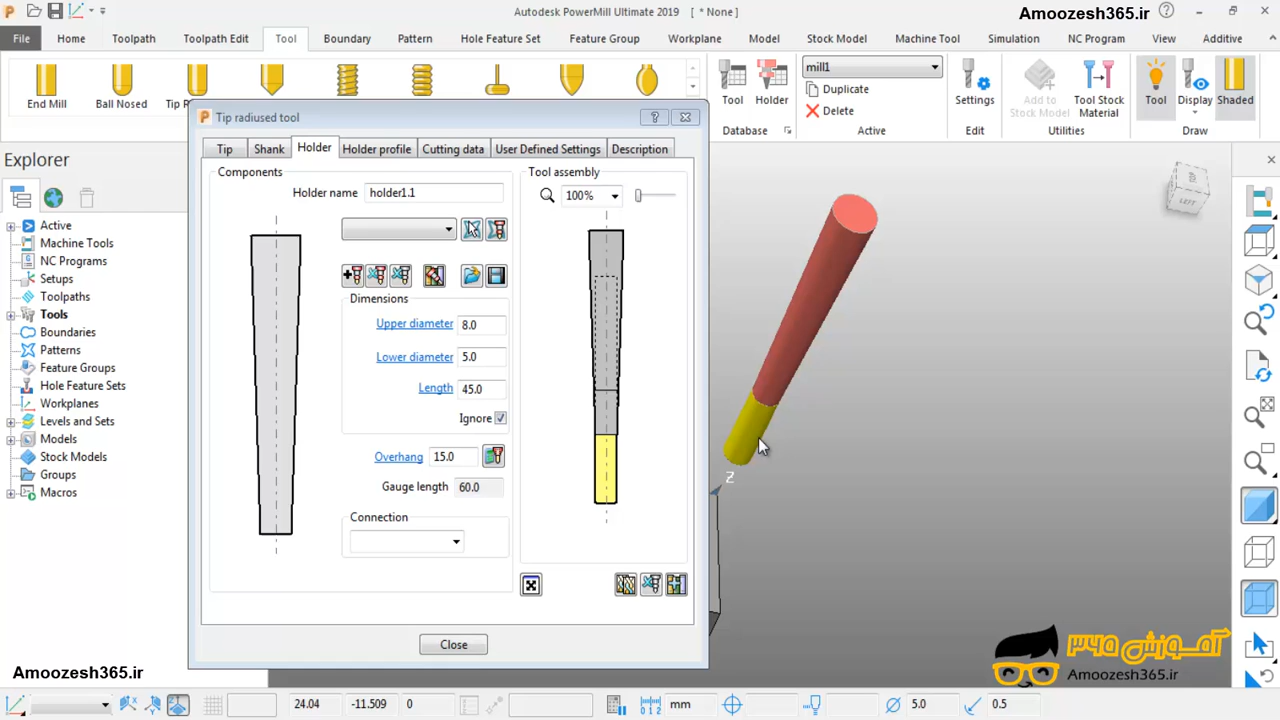 Autodesk PowerMill Ultimate 2019 [ * None ]
Amoozesh365.ir
File Home Toolpath Toolpath Edit Tool Boundary Pattern Hole Feature Set Feature Group Workplane Model Stock Model Machine Tool Simulation NC Program View Additive
End Mill
Ball Nosed
Tip R
Tool
Holder
Database
mill1
Duplicate
Delete
Active
Settings
Edit
Add to Stock Model
Tool Stock Material
Utilities
Tool
Display
Shaded
Draw
Explorer
Active
Machine Tools
NC Programs
Setups
Toolpaths
Tools
Boundaries
Patterns
Feature Groups
Hole Feature Sets
Workplanes
Levels and Sets
Models
Stock Models
Groups
Macros
Tip radiused tool
Tip Shank Holder Holder profile Cutting data User Defined Settings Description
Components
Holder name holder1.1
Dimensions
Upper diameter 8.0
Lower diameter 5.0
Length 45.0
Ignore
Overhang 15.0
Gauge length 60.0
Connection
Tool assembly
100%
Close
LEFT
Z
آموزش ۳۶۵
Amoozesh365.ir
Amoozesh365.ir
24.04 -11.509 0 mm 5.0 0.5